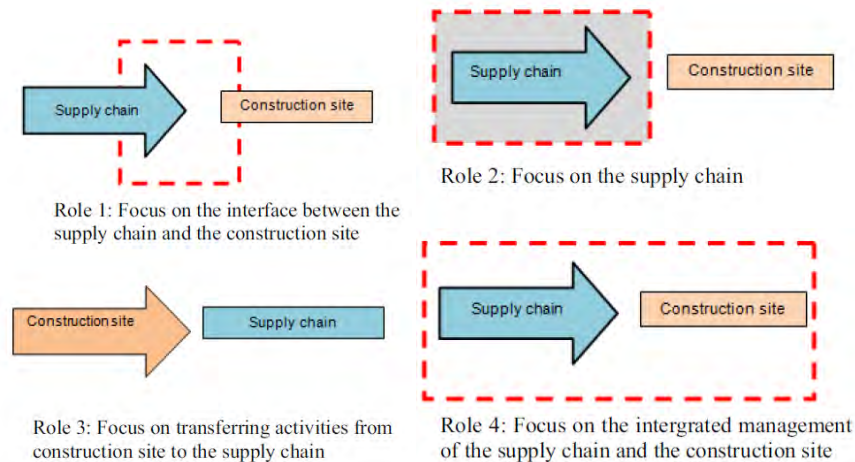 Supply chain
Construction site
Role 1: Focus on the interface between the
supply chain and the construction site
Supply chain
Construction site
Role 2: Focus on the supply chain
Construction site
Supply chain
Role 3: Focus on transferring activities from
construction site to the supply chain
Supply chain
Construction site
Role 4: Focus on the intergrated management
of the supply chain and the construction site